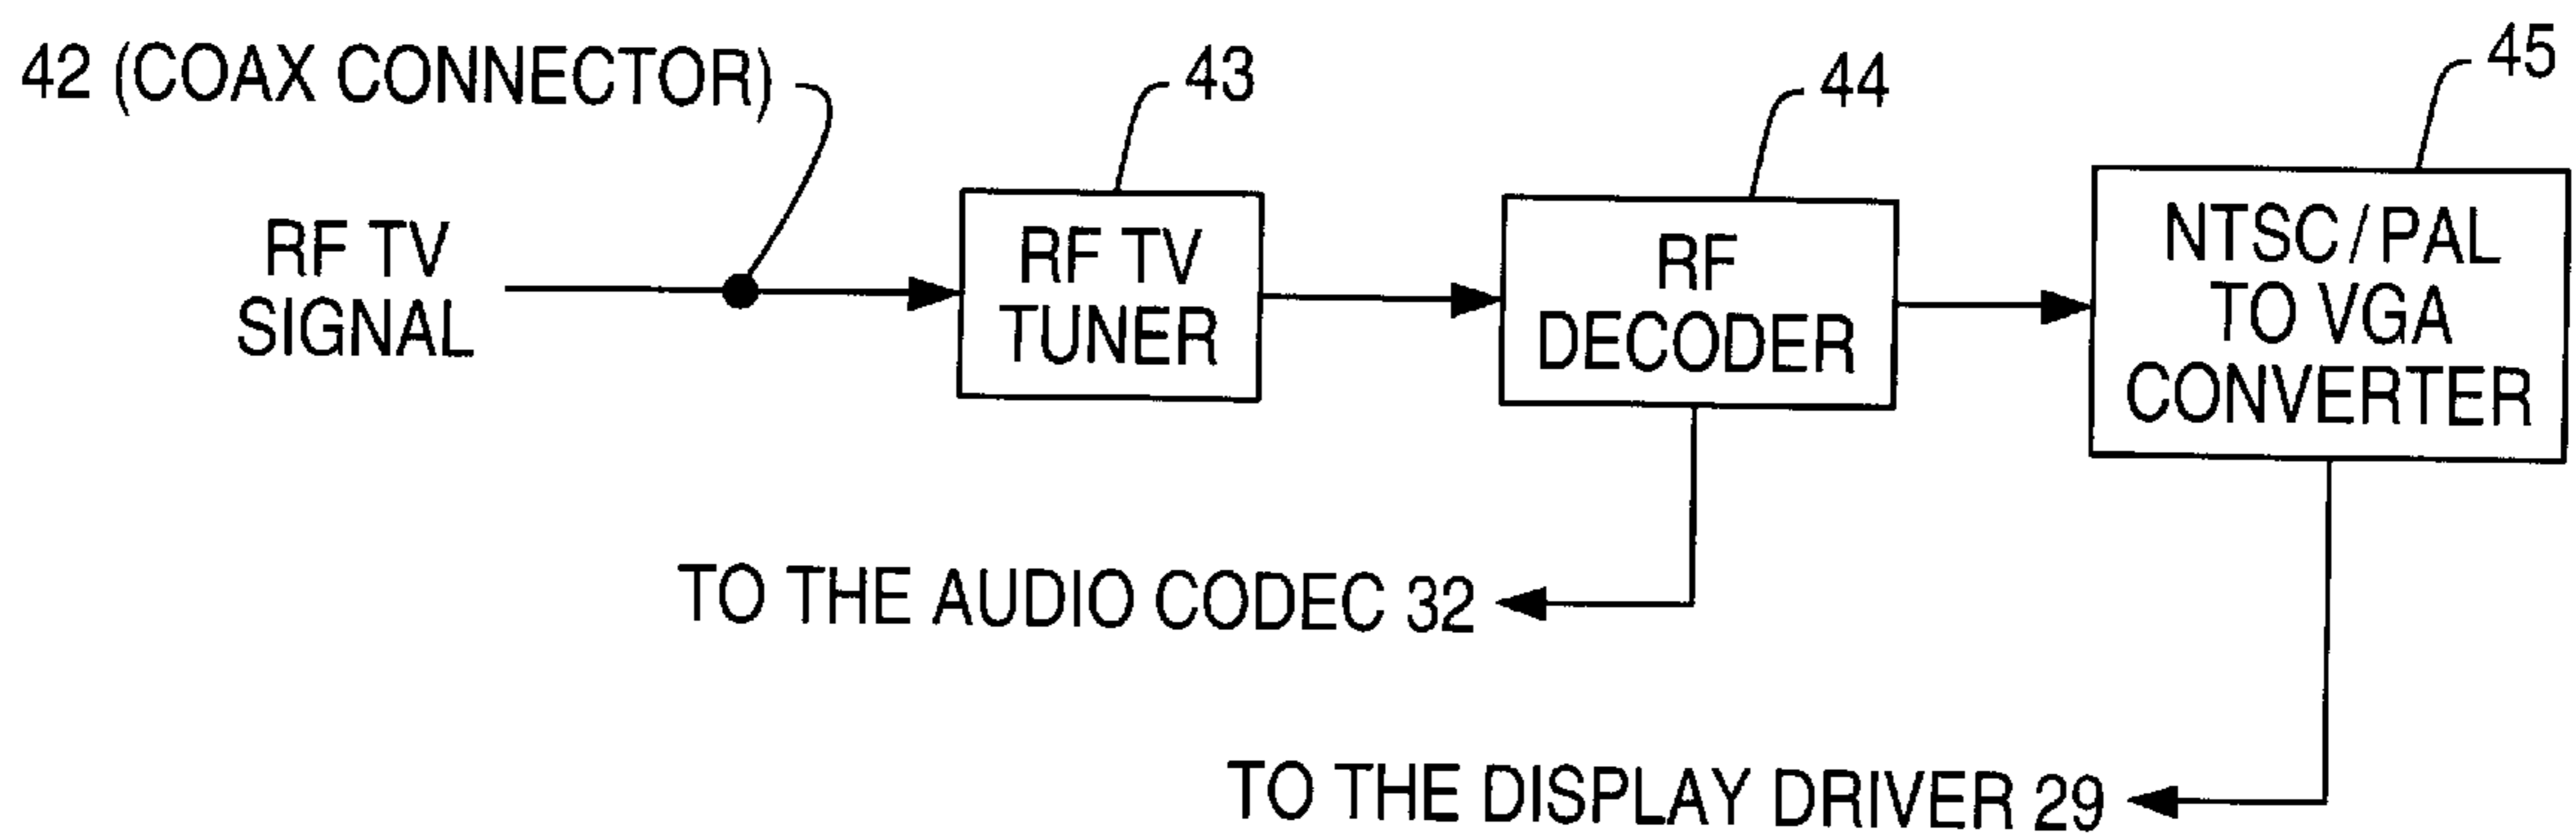 42 (COAX CONNECTOR)
43
44
45
RF TV
SIGNAL
RF TV
TUNER
RF
DECODER
NTSC/PAL
TO VGA
CONVERTER
TO THE AUDIO CODEC 32
TO THE DISPLAY DRIVER 29